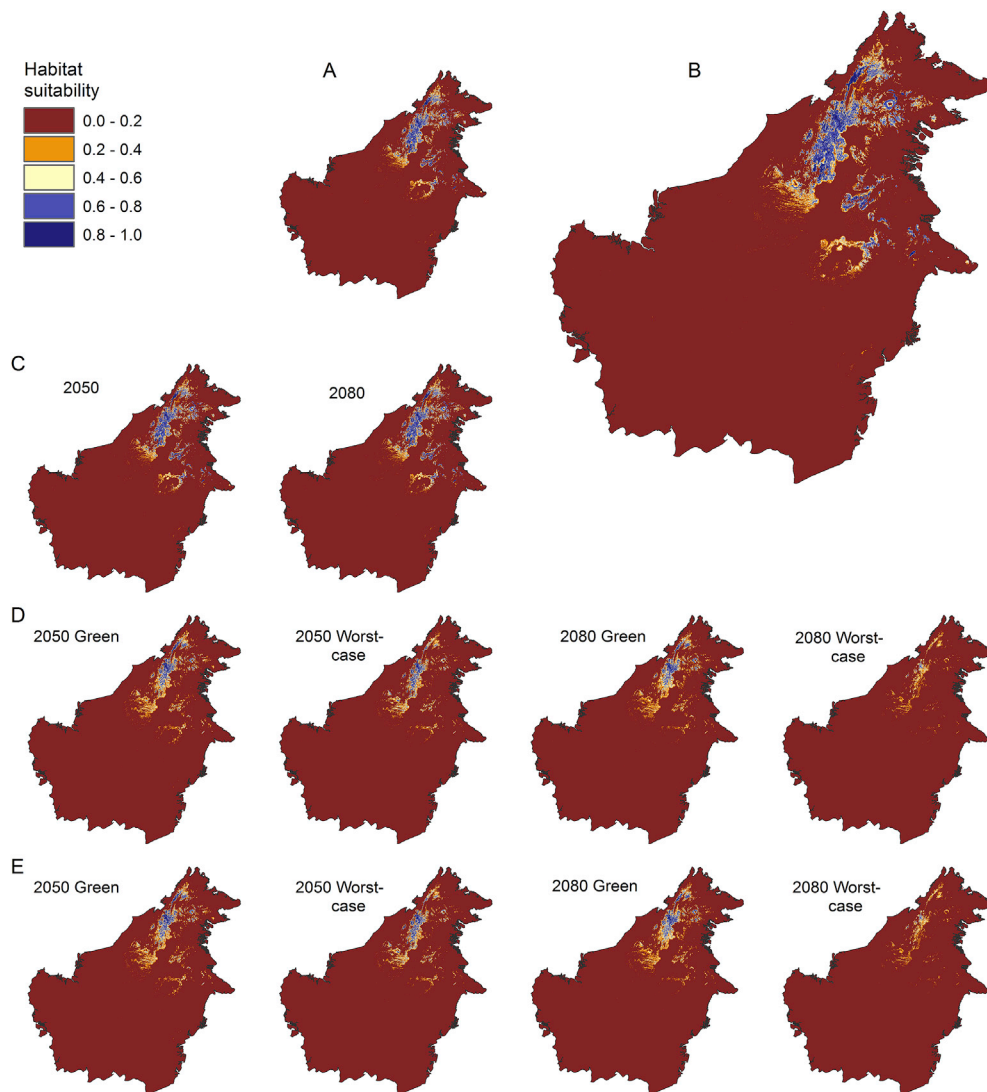 Habitat
suitability
0.0 - 0.2
0.2 - 0.4
0.4 - 0.6
0.6 - 0.8
0.8 - 1.0
A
B
C
2050
2080
D
2050 Green
2050 Worst-
case
2080 Green
2080 Worst-
case
E
2050 Green
2050 Worst-
case
2080 Green
2080 Worst-
case